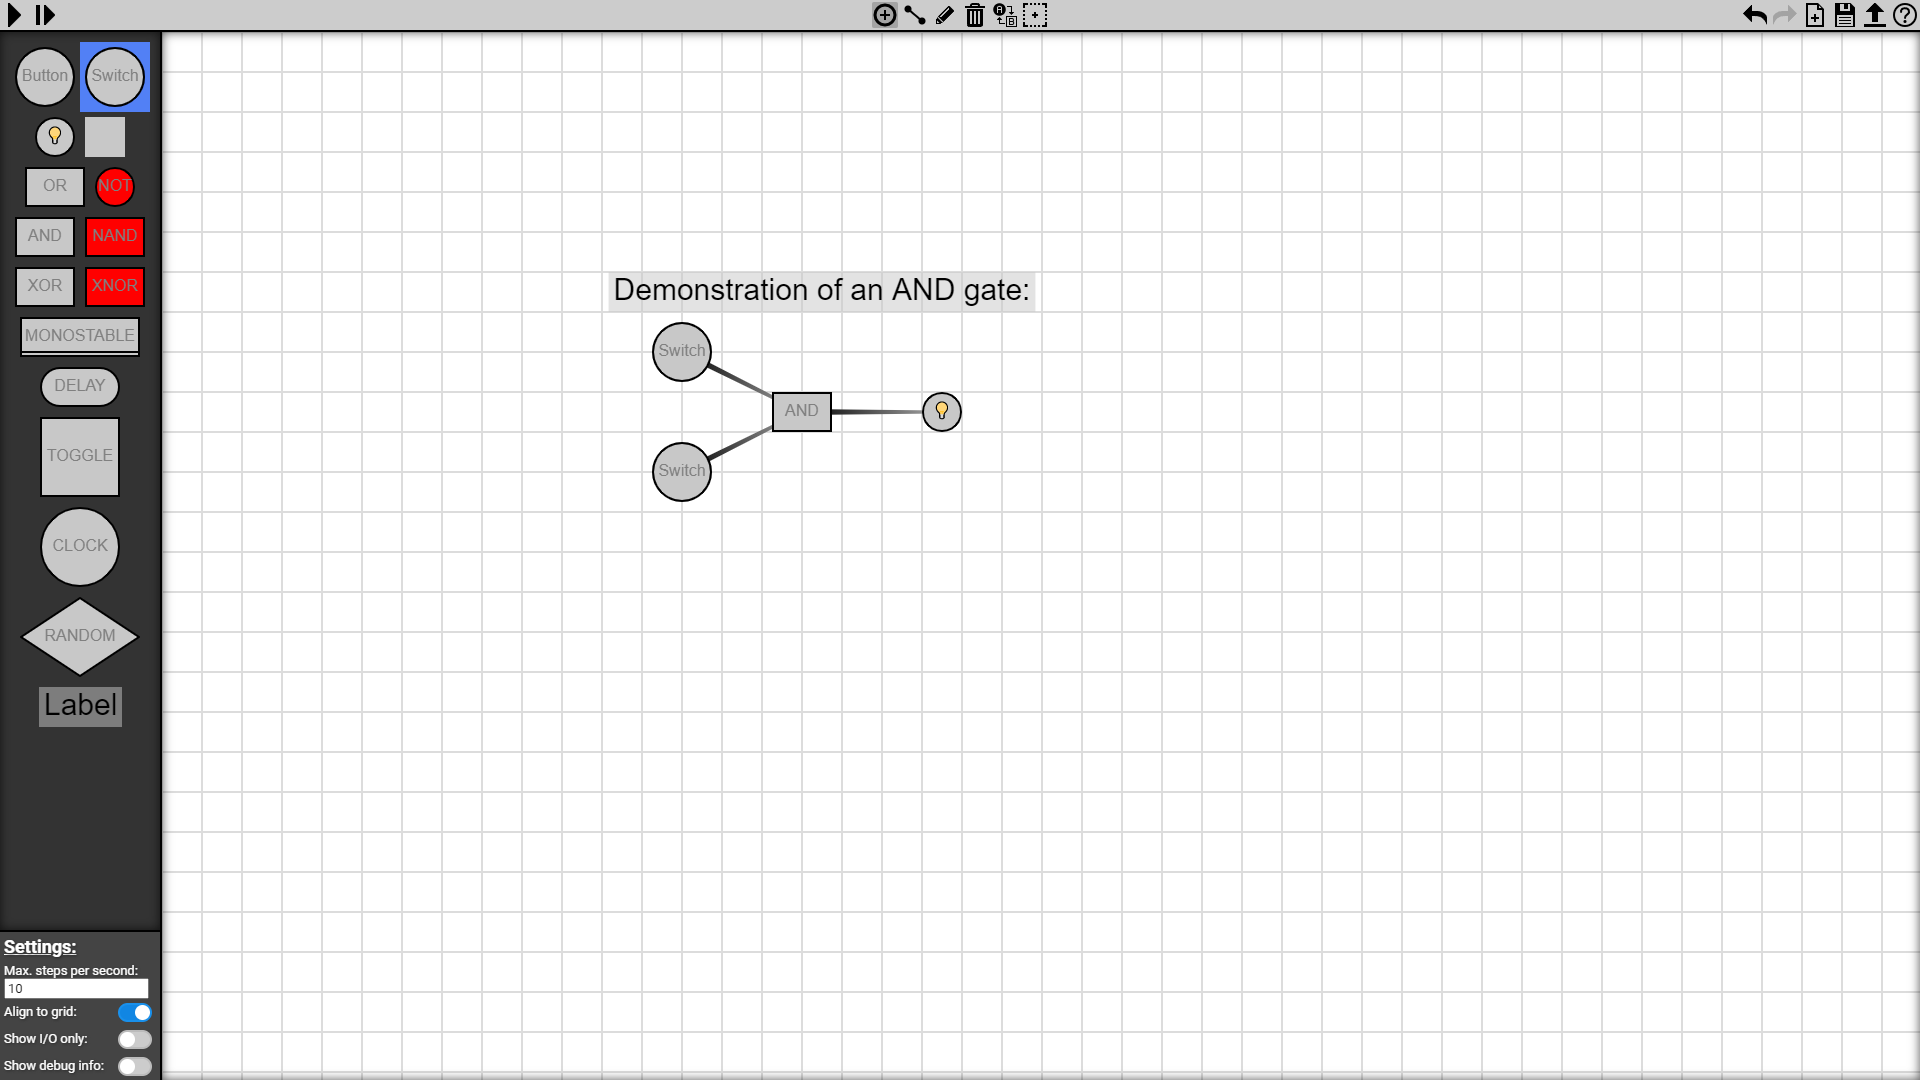 Button Switch
OR NOT
AND NAND
XOR XNOR
MONOSTABLE
DELAY
TOGGLE
CLOCK
RANDOM
Label
Settings:
Max. steps per second:
10
Align to grid:
Show I/O only:
Show debug info:
A
B
?
Demonstration of an AND gate:
Switch
AND
Switch